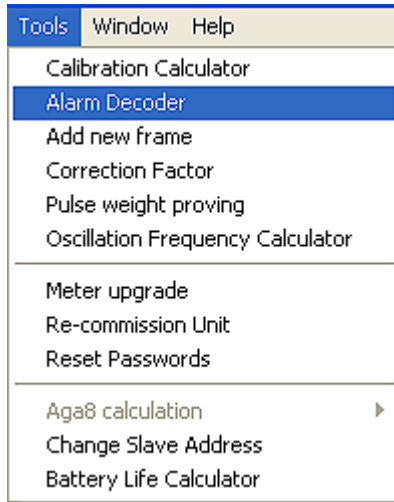 Tools Window Help
Calibration Calculator
Alarm Decoder
Add new frame
Correction Factor
Pulse weight proving
Oscillation Frequency Calculator
Meter upgrade
Re-commission Unit
Reset Passwords
Aga8 calculation
Change Slave Address
Battery Life Calculator